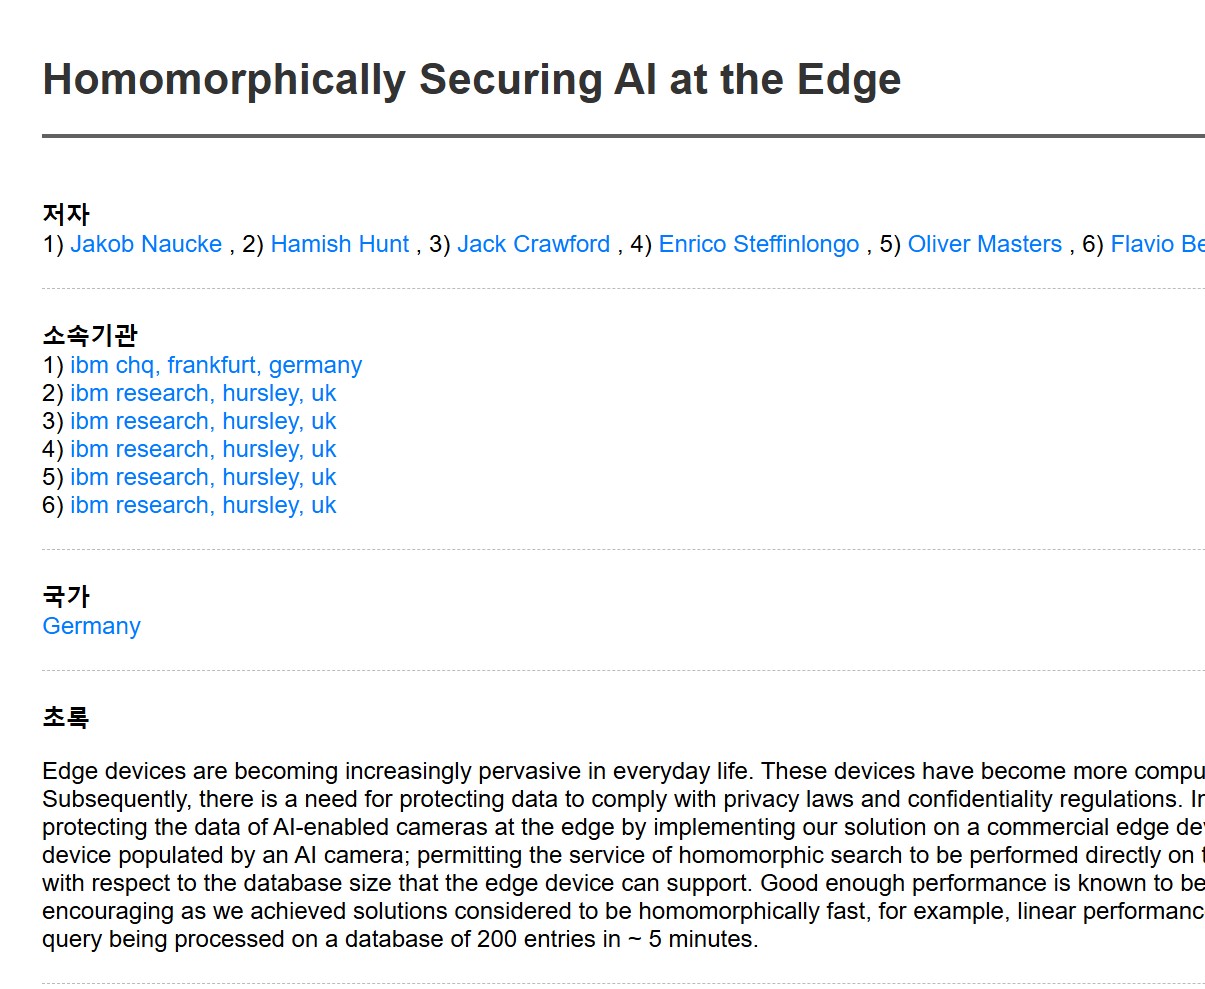 Homomorphically Securing AI at the Edge
저자
1) Jakob Naucke , 2) Hamish Hunt , 3) Jack Crawford , 4) Enrico Steffinlongo , 5) Oliver Masters , 6) Flavio Be
소속기관
1) ibm chq, frankfurt, germany
2) ibm research, hursley, uk
3) ibm research, hursley, uk
4) ibm research, hursley, uk
5) ibm research, hursley, uk
6) ibm research, hursley, uk
국가
Germany
초록
Edge devices are becoming increasingly pervasive in everyday life. These devices have become more compu
Subsequently, there is a need for protecting data to comply with privacy laws and confidentiality regulations. In
protecting the data of AI-enabled cameras at the edge by implementing our solution on a commercial edge dev
device populated by an AI camera; permitting the service of homomorphic search to be performed directly on t
with respect to the database size that the edge device can support. Good enough performance is known to be
encouraging as we achieved solutions considered to be homomorphically fast, for example, linear performanc
query being processed on a database of 200 entries in ~ 5 minutes.